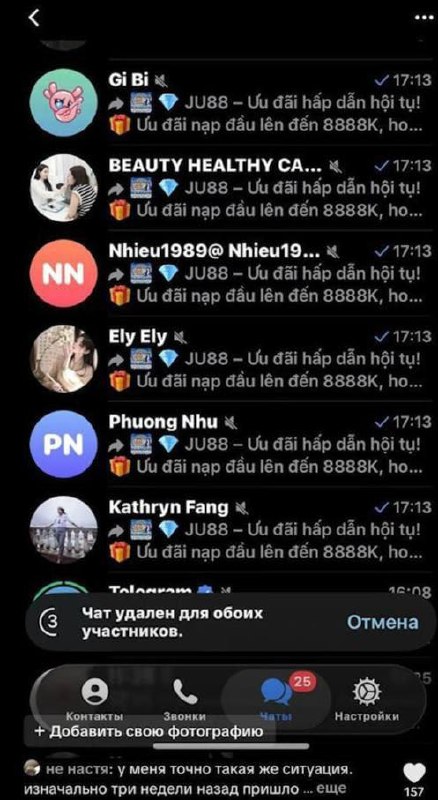 Gi Bi
17:13
JU88 – Ưu đãi hấp dẫn hội tụ!
Ưu đãi nạp đầu lên đến 8888K, ho...
BEAUTY HEALTHY CA...
17:13
JU88 – Ưu đãi hấp dẫn hội tụ!
Ưu đãi nạp đầu lên đến 8888K, ho...
NN
Nhieu1989@ Nhieu19...
17:13
JU88 – Ưu đãi hấp dẫn hội tụ!
Ưu đãi nạp đầu lên đến 8888K, ho...
Ely Ely
17:13
JU88 – Ưu đãi hấp dẫn hội tụ!
Ưu đãi nạp đầu lên đến 8888K, ho...
PN
Phuong Nhu
17:13
JU88 – Ưu đãi hấp dẫn hội tụ!
Ưu đãi nạp đầu lên đến 8888K, ho...
Kathryn Fang
17:13
JU88 – Ưu đãi hấp dẫn hội tụ!
Ưu đãi nạp đầu lên đến 8888K, ho...
Telegram
16:08
3
Чат удален для обоих
участников.
Отмена
25
Контакты
Звонки
Чаты
Настройки
+ Добавить свою фотографию
не настя: у меня точно такая же ситуация.
изначально три недели назад пришло ... еще
157